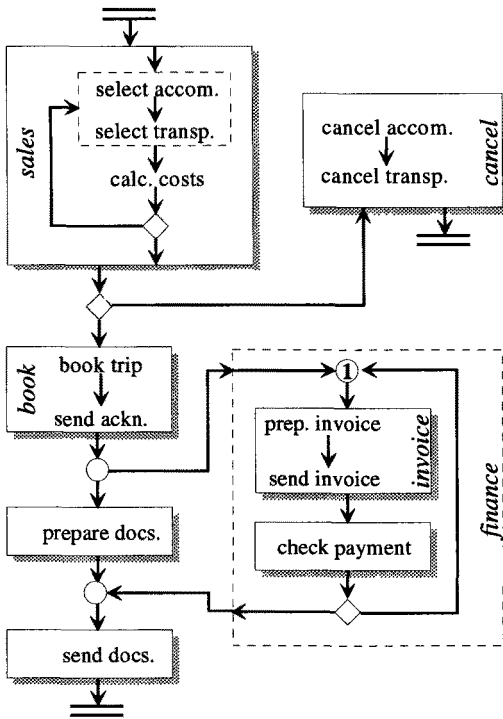 sales
select accom.
select transp.
calc. costs
cancel accom.
cancel transp.
cancel
book
book trip
send ackn.
1
prep. invoice
send invoice
invoice
finance
prepare docs.
check payment
send docs.